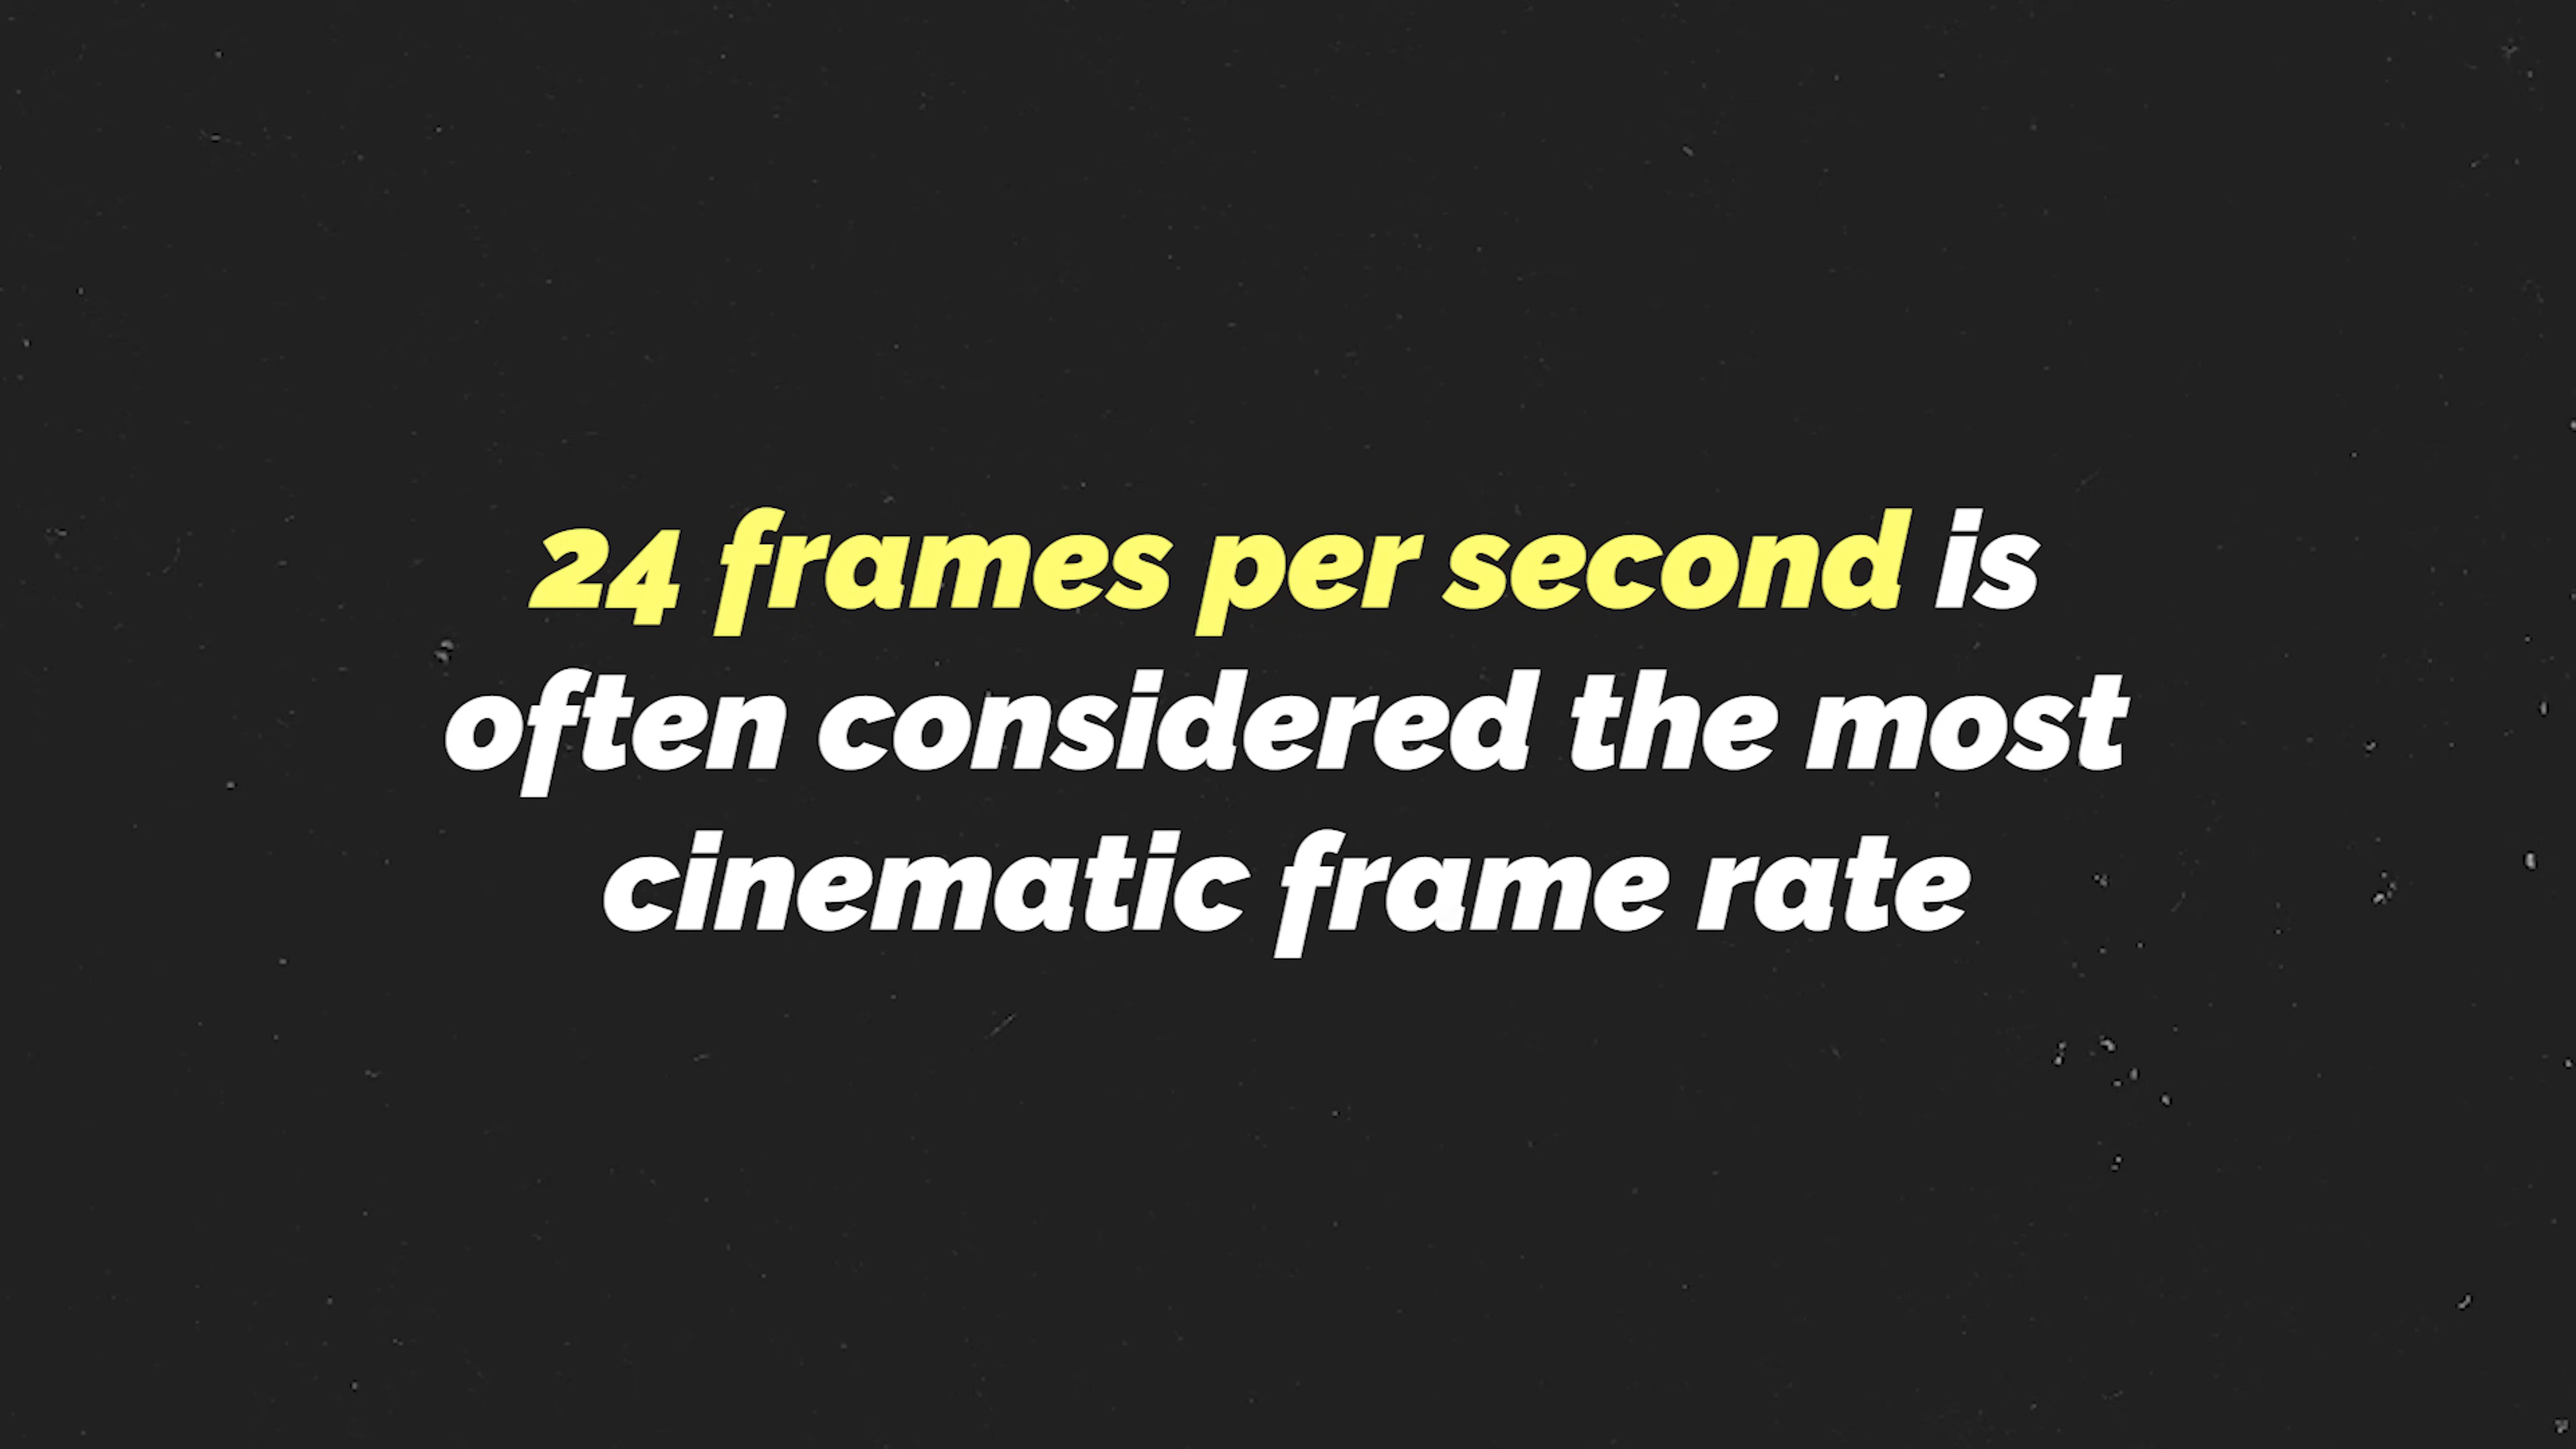 24 frames per second is
often considered the most
cinematic frame rate